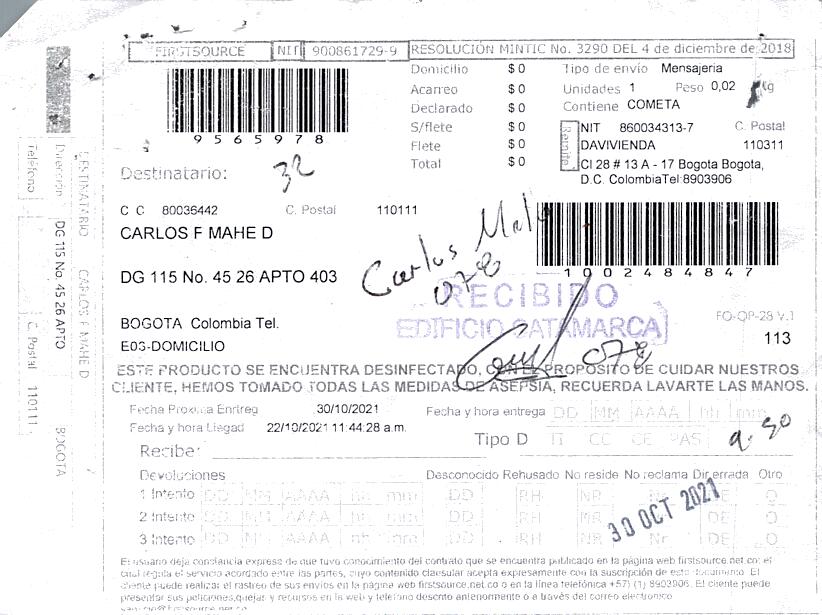 FIRSTSOURCE NIT 900861729-9 RESOLUCIÓN MINTIC No. 3290 DEL 4 de diciembre de 2018
9565978
Domicilio $ 0
Acarreo $ 0
Declarado $ 0
S/flete $ 0
Flete $ 0
Total $ 0
Tipo de envío Mensajeria
Unidades 1 Peso 0,02 Kg
Contiene COMETA
Remite
NIT 860034313-7 C. Postal
DAVIVIENDA 110311
Cl 28 # 13 A - 17 Bogota Bogota,
D.C. ColombiaTel:8903906
Destinatario:
32
C C 80036442 C. Postal 110111
CARLOS F MAHE D
DG 115 No. 45 26 APTO 403
BOGOTA Colombia Tel.
E03-DOMICILIO
Carlos
078
1002484847
RECIBIDO
EDIFICIO CATAMARCA
078
FO-OP-28 V.1
113
ESTE PRODUCTO SE ENCUENTRA DESINFECTADO, CON EL PROPOSITO DE CUIDAR NUESTROS
CLIENTE, HEMOS TOMADO TODAS LAS MEDIDAS DE ASEPSIA, RECUERDA LAVARTE LAS MANOS.
Fecha Proxima Entreg 30/10/2021 Fecha y hora entrega DD MM AAAA hh mm
Fecha y hora Llegad 22/10/2021 11:44:28 a.m.
Tipo D TI CC CE PAS
Recibe:
Devoluciones Desconocido Rehusado No reside No reclama Dir.errada Otro
1 Intento DD MM AAAA hh mm DD RH NR Nr DE O
2 Intento DD MM AAAA hh mm DD RH NR DE O
3 Intento DD MM AAAA hh mm DD RH NR Nr DE O
30 OCT 2021
El usuario deja constancia expresa de que tuvo conocimiento del contrato que se encuentra publicado en la página web firstsource.net.co; el
cual regula el servicio acordado entre las partes, cuyo contenido clausular acepta expresamente con la suscripción de este documento. El
cliente puede realizar el rastreo de sus envíos en la página web firstsource.net.co o en la línea telefónica +57) (1) 8903906. El cliente puede
presentar sus peticiones,quejar y recursos en la web y teléfono descrito anteriormente o a través del correo electronico
DESTINATARIO CARLOS F MAHE D
Dirección DG 115 No. 45 26 APTO BOGOTA
Teléfono C. Postal 110111